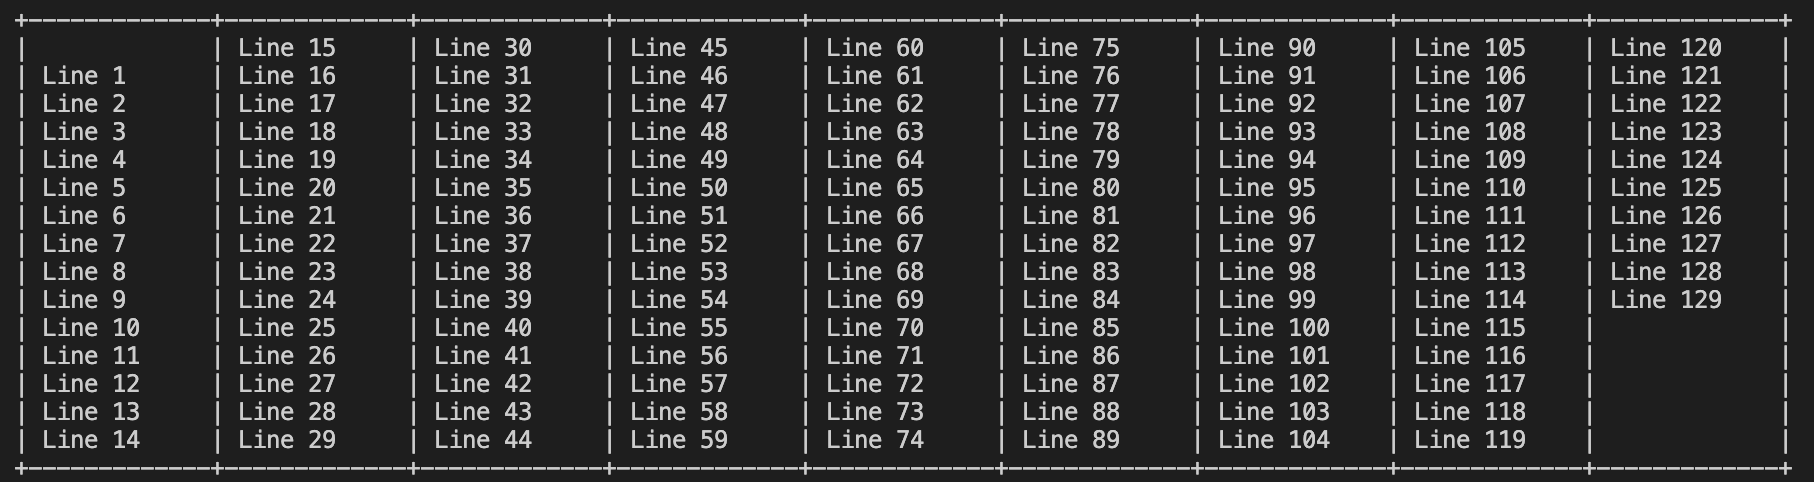 +-------------+-------------+-------------+-------------+-------------+-------------+-------------+-------------+-------------+
|             | Line 15     | Line 30     | Line 45     | Line 60     | Line 75     | Line 90     | Line 105    | Line 120    |
| Line 1      | Line 16     | Line 31     | Line 46     | Line 61     | Line 76     | Line 91     | Line 106    | Line 121    |
| Line 2      | Line 17     | Line 32     | Line 47     | Line 62     | Line 77     | Line 92     | Line 107    | Line 122    |
| Line 3      | Line 18     | Line 33     | Line 48     | Line 63     | Line 78     | Line 93     | Line 108    | Line 123    |
| Line 4      | Line 19     | Line 34     | Line 49     | Line 64     | Line 79     | Line 94     | Line 109    | Line 124    |
| Line 5      | Line 20     | Line 35     | Line 50     | Line 65     | Line 80     | Line 95     | Line 110    | Line 125    |
| Line 6      | Line 21     | Line 36     | Line 51     | Line 66     | Line 81     | Line 96     | Line 111    | Line 126    |
| Line 7      | Line 22     | Line 37     | Line 52     | Line 67     | Line 82     | Line 97     | Line 112    | Line 127    |
| Line 8      | Line 23     | Line 38     | Line 53     | Line 68     | Line 83     | Line 98     | Line 113    | Line 128    |
| Line 9      | Line 24     | Line 39     | Line 54     | Line 69     | Line 84     | Line 99     | Line 114    | Line 129    |
| Line 10     | Line 25     | Line 40     | Line 55     | Line 70     | Line 85     | Line 100    | Line 115    |             |
| Line 11     | Line 26     | Line 41     | Line 56     | Line 71     | Line 86     | Line 101    | Line 116    |             |
| Line 12     | Line 27     | Line 42     | Line 57     | Line 72     | Line 87     | Line 102    | Line 117    |             |
| Line 13     | Line 28     | Line 43     | Line 58     | Line 73     | Line 88     | Line 103    | Line 118    |             |
| Line 14     | Line 29     | Line 44     | Line 59     | Line 74     | Line 89     | Line 104    | Line 119    |             |
+-------------+-------------+-------------+-------------+-------------+-------------+-------------+-------------+-------------+